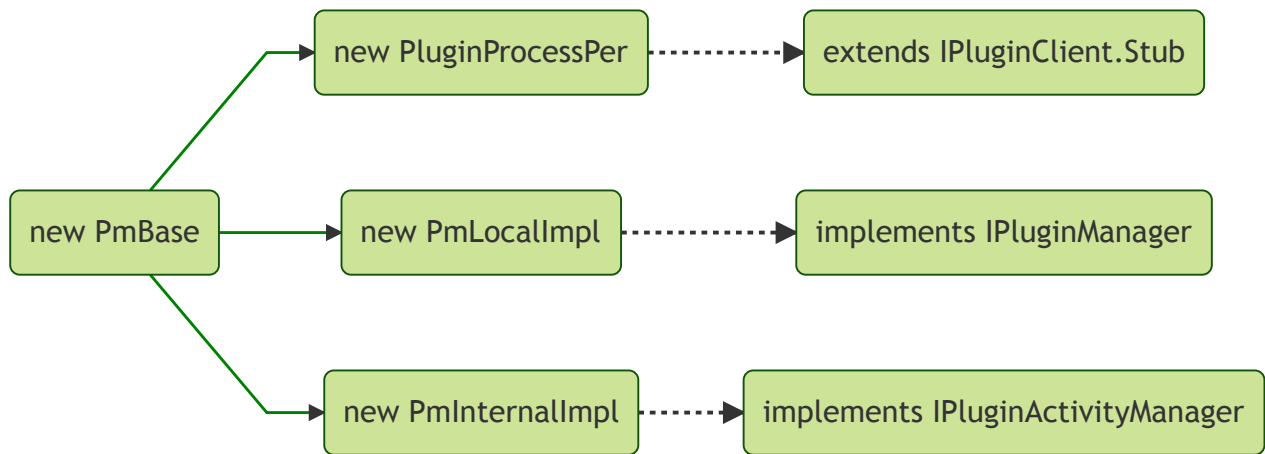 new PluginProcessPer
extends IPluginClient.Stub
new PmBase
new PmLocalImpl
implements IPluginManager
new PmInternalImpl
implements IPluginActivityManager